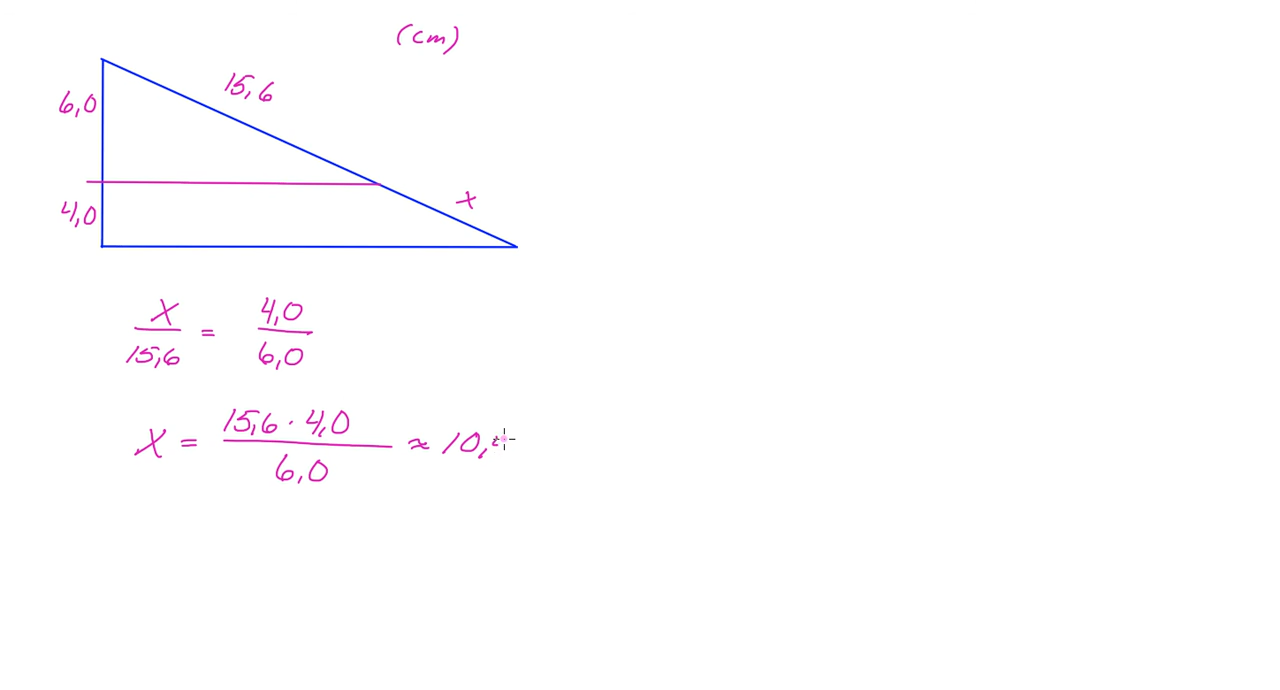 (cm)
15,6
6,0
x
4,0
x 4,0
— = —
15,6 6,0
15,6 · 4,0
x = ——— ≈ 10,
6,0